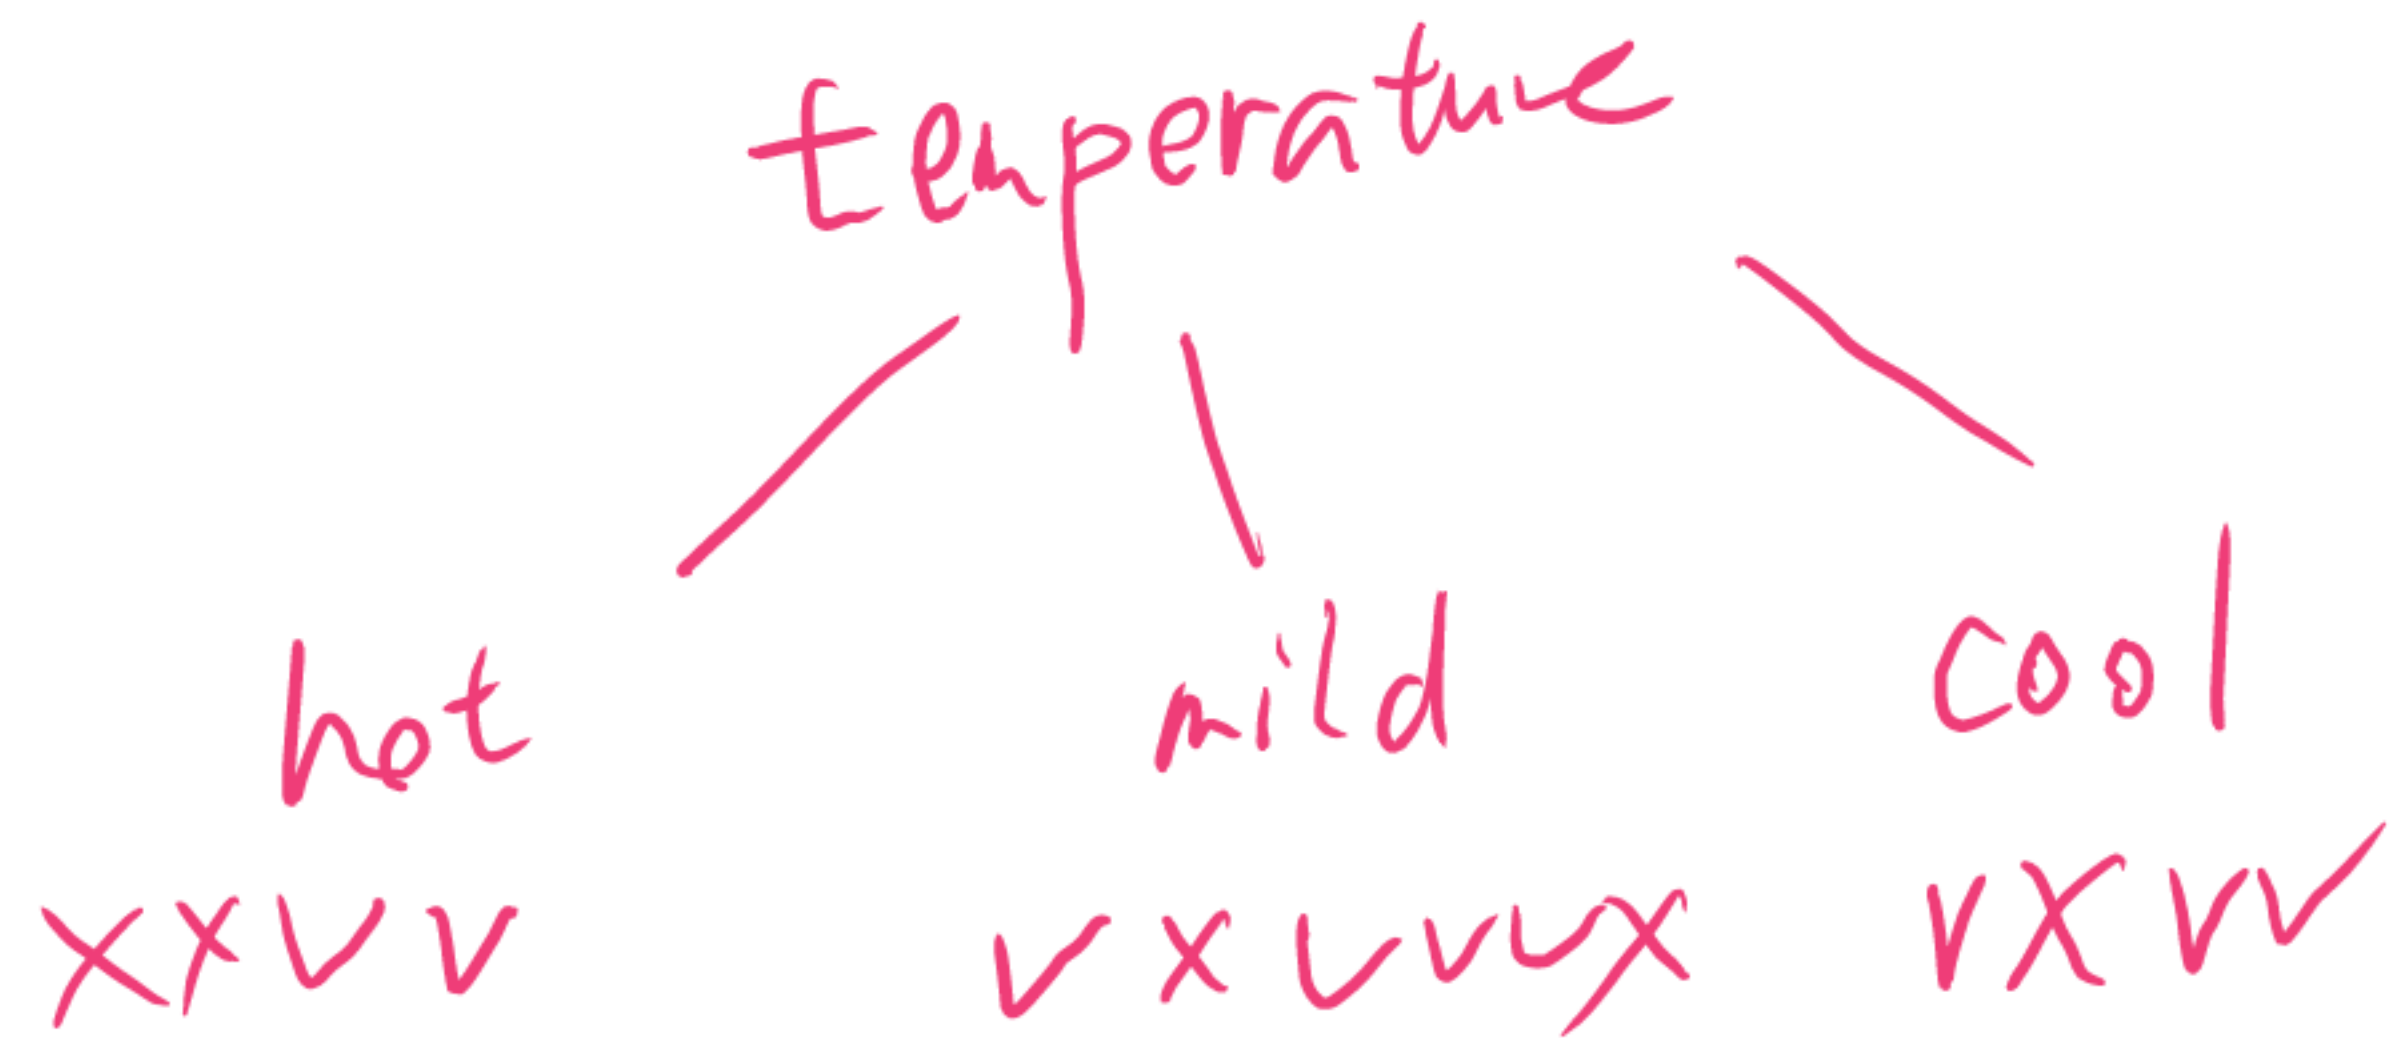 temperature
hot mild cool
x x v v v x v v v x v x v v